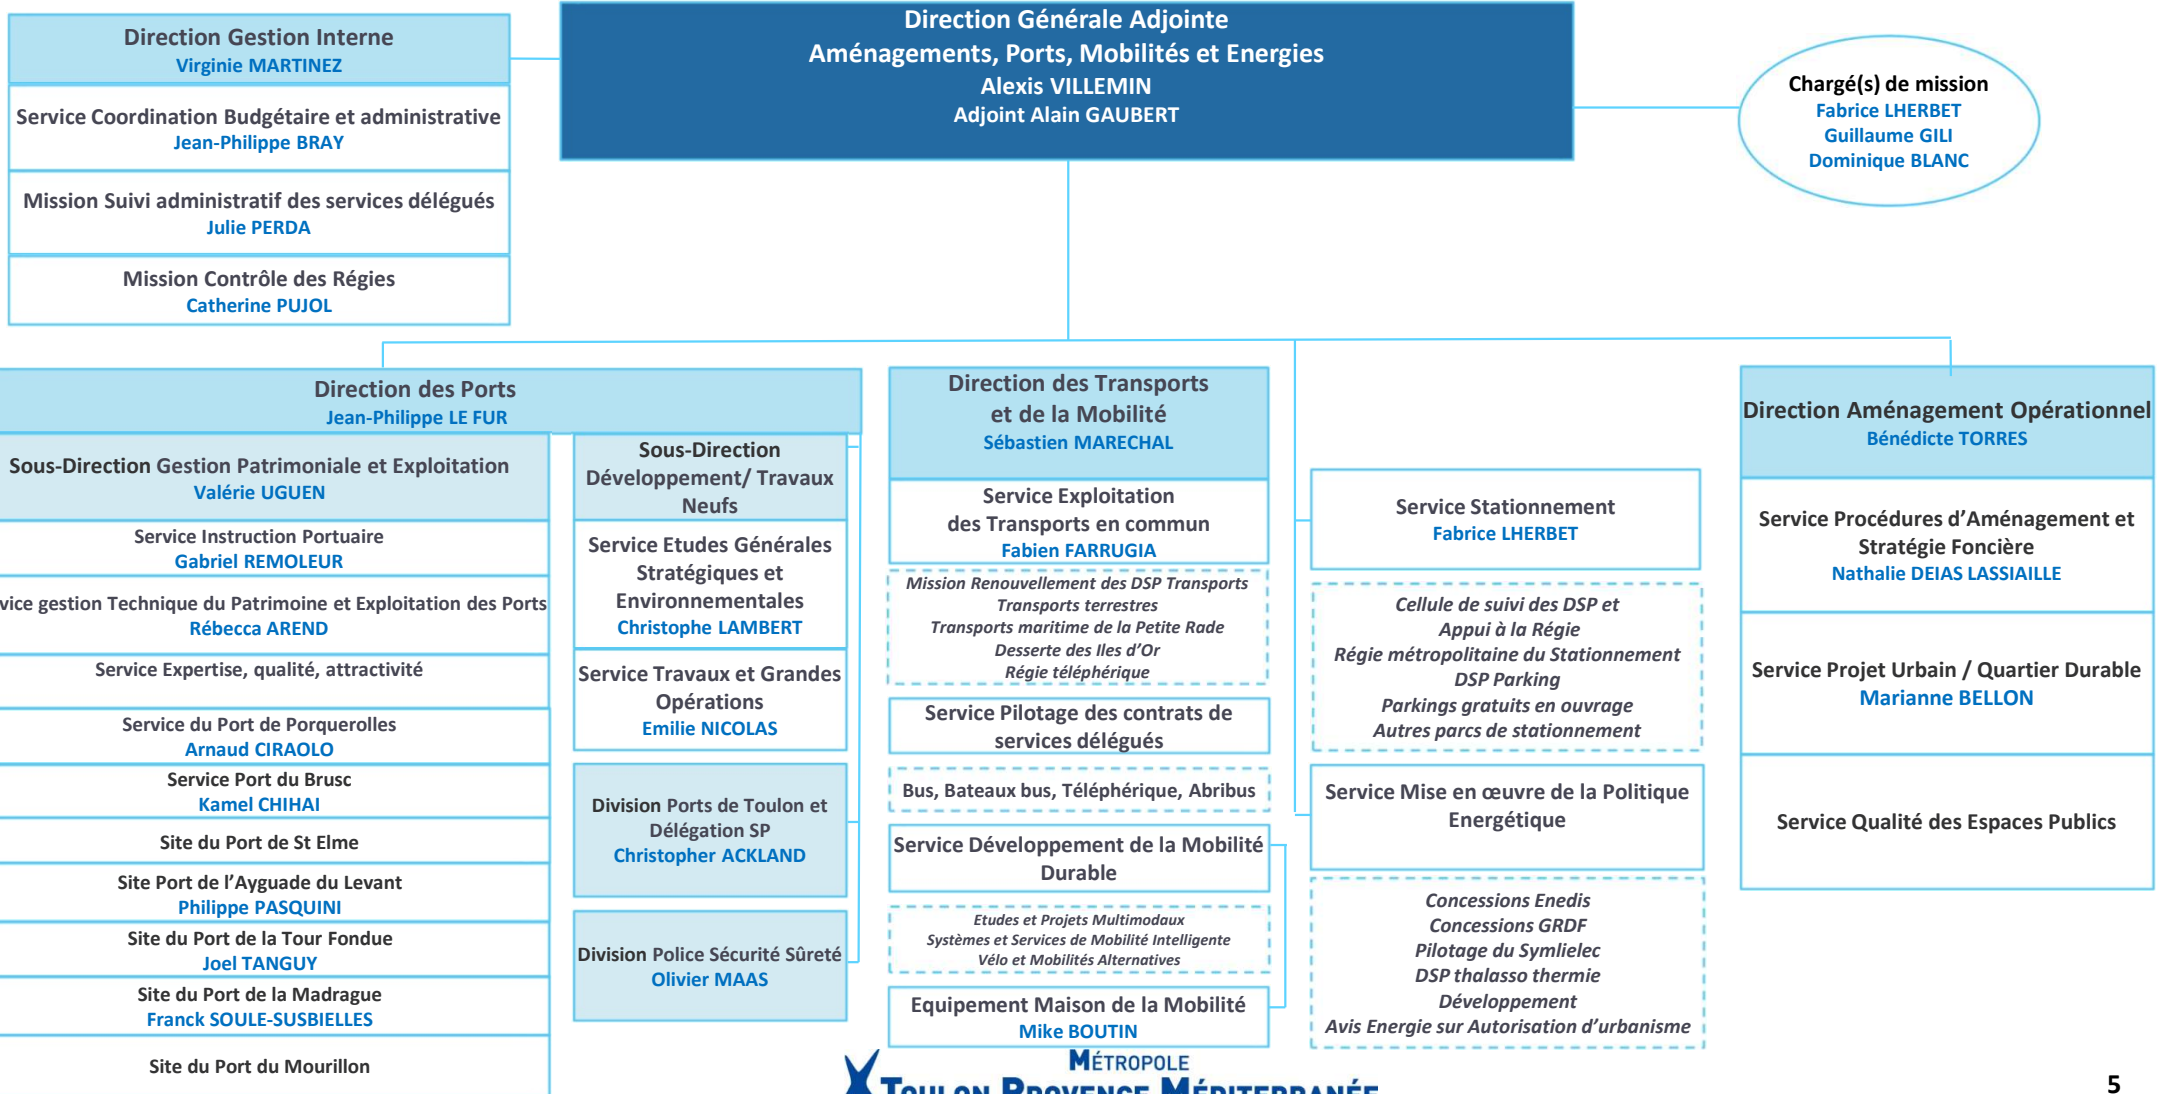 Direction Gestion Interne
Virginie MARTINEZ
Service Coordination Budgétaire et administrative
Jean-Philippe BRAY
Mission Suivi administratif des services délégués
Julie PERDA
Mission Contrôle des Régies
Catherine PUJOL
Direction Générale Adjointe
Aménagements, Ports, Mobilités et Energies
Alexis VILLEMIN
Adjoint Alain GAUBERT
Chargé(s) de mission
Fabrice LHERBET
Guillaume GILI
Dominique BLANC
Direction des Ports
Jean-Philippe LE FUR
Sous-Direction Gestion Patrimoniale et Exploitation
Valérie UGUEN
Service Instruction Portuaire
Gabriel REMOLEUR
vice gestion Technique du Patrimoine et Exploitation des Ports
Rébecca AREND
Service Expertise, qualité, attractivité
Service du Port de Porquerolles
Arnaud CIRAOLO
Service Port du Brusc
Kamel CHIHAI
Site du Port de St Elme
Site Port de l’Ayguade du Levant
Philippe PASQUINI
Site du Port de la Tour Fondue
Joel TANGUY
Site du Port de la Madrague
Franck SOULE-SUSBIELLES
Site du Port du Mourillon
Sous-Direction
Développement/ Travaux
Neufs
Service Etudes Générales
Stratégiques et
Environnementales
Christophe LAMBERT
Service Travaux et Grandes
Opérations
Emilie NICOLAS
Division Ports de Toulon et
Délégation SP
Christopher ACKLAND
Division Police Sécurité Sûreté
Olivier MAAS
Direction des Transports
et de la Mobilité
Sébastien MARECHAL
Service Exploitation
des Transports en commun
Fabien FARRUGIA
Mission Renouvellement des DSP Transports
Transports terrestres
Transports maritime de la Petite Rade
Desserte des Iles d’Or
Régie téléphérique
Service Pilotage des contrats de
services délégués
Bus, Bateaux bus, Téléphérique, Abribus
Service Développement de la Mobilité
Durable
Etudes et Projets Multimodaux
Systèmes et Services de Mobilité Intelligente
Vélo et Mobilités Alternatives
Equipement Maison de la Mobilité
Mike BOUTIN
Service Stationnement
Fabrice LHERBET
Cellule de suivi des DSP et
Appui à la Régie
Régie métropolitaine du Stationnement
DSP Parking
Parkings gratuits en ouvrage
Autres parcs de stationnement
Service Mise en œuvre de la Politique
Energétique
Concessions Enedis
Concessions GRDF
Pilotage du Symlielec
DSP thalasso thermie
Développement
Avis Energie sur Autorisation d’urbanisme
Direction Aménagement Opérationnel
Bénédicte TORRES
Service Procédures d’Aménagement et
Stratégie Foncière
Nathalie DEIAS LASSIAILLE
Service Projet Urbain / Quartier Durable
Marianne BELLON
Service Qualité des Espaces Publics
MÉTROPOLE
TOULON PROVENCE MÉDITERRANÉE
5